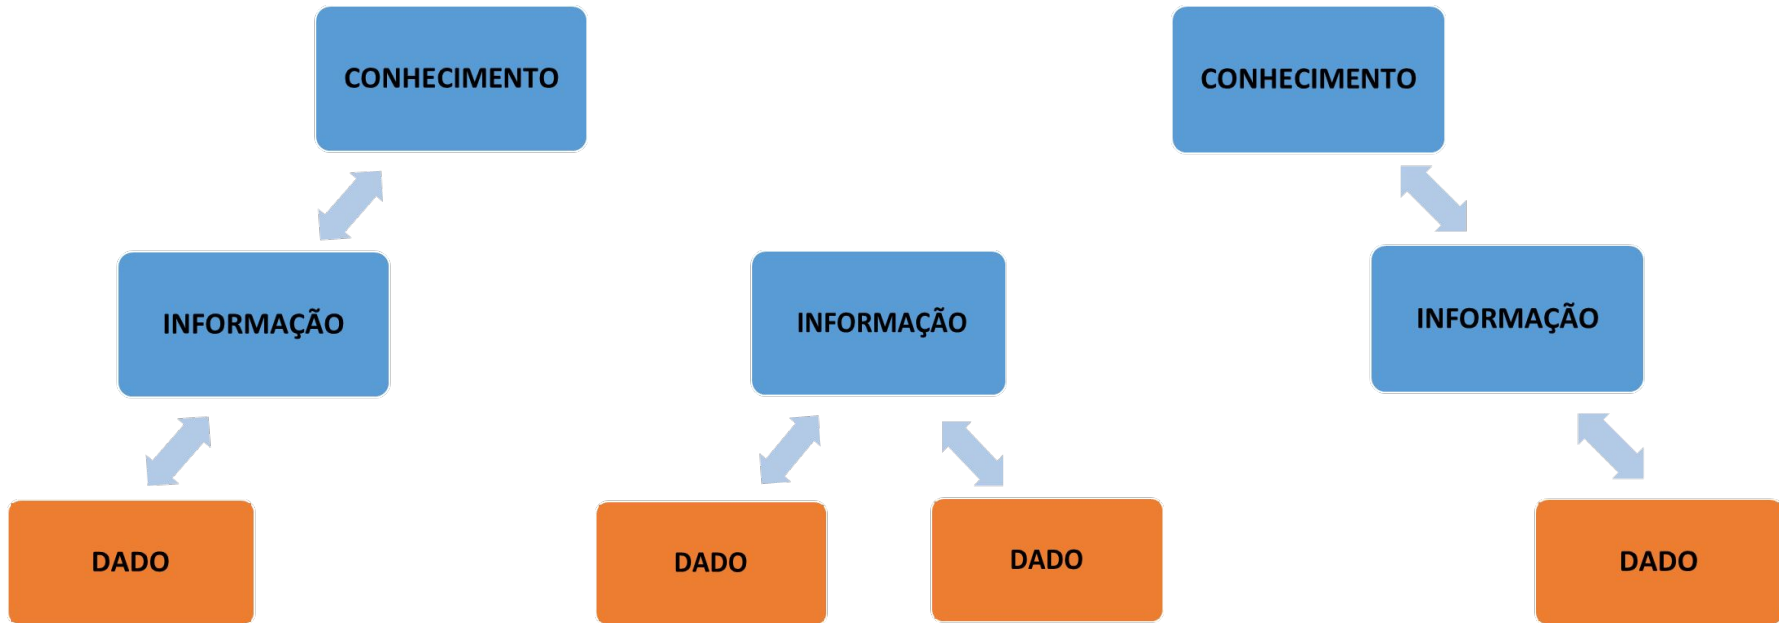 CONHECIMENTO
CONHECIMENTO
INFORMAÇÃO
INFORMAÇÃO
INFORMAÇÃO
DADO
DADO
DADO
DADO